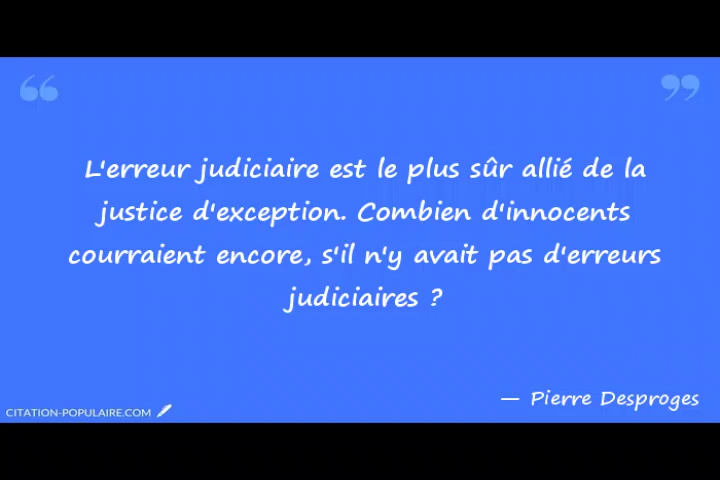 “ ”
L'erreur judiciaire est le plus sûr allié de la
justice d'exception. Combien d'innocents
courraient encore, s'il n'y avait pas d'erreurs
judiciaires ?
— Pierre Desproges
CITATION-POPULAIRE.COM